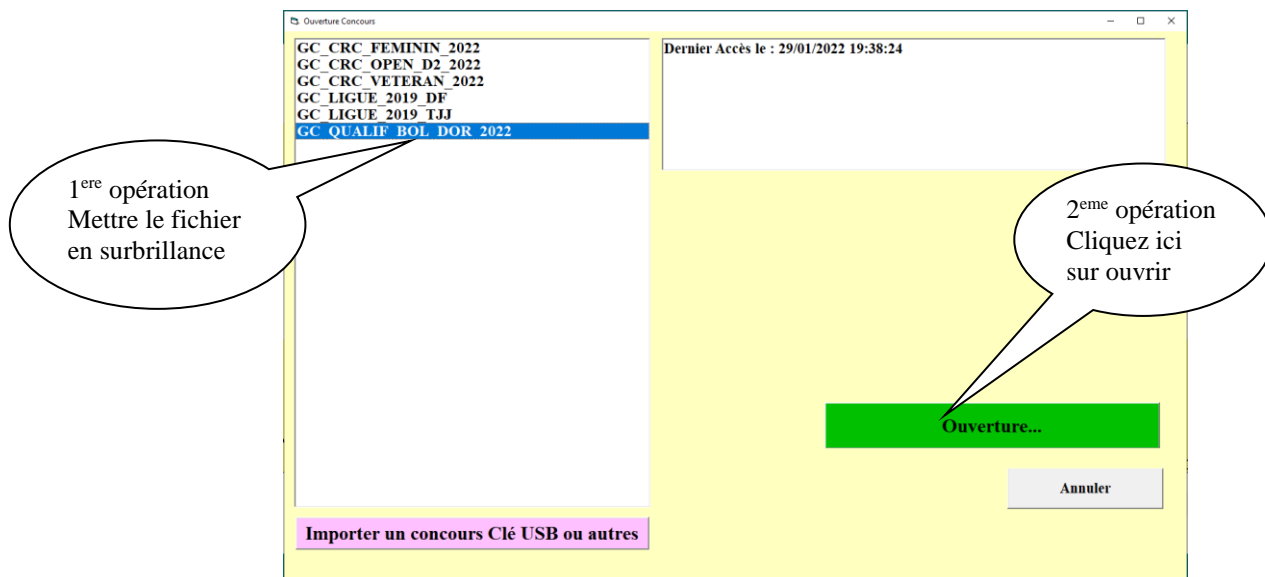 Ouverture Concours
GC_CRC_FEMININ_2022
GC_CRC_OPEN_D2_2022
GC_CRC_VETERAN_2022
GC_LIGUE_2019_DF
GC_LIGUE_2019_TJJ
GC_QUALIF_BOL_DOR_2022
Dernier Accès le : 29/01/2022 19:38:24
1ere opération
Mettre le fichier
en surbrillance
2eme opération
Cliquez ici
sur ouvrir
Ouverture...
Annuler
Importer un concours Clé USB ou autres